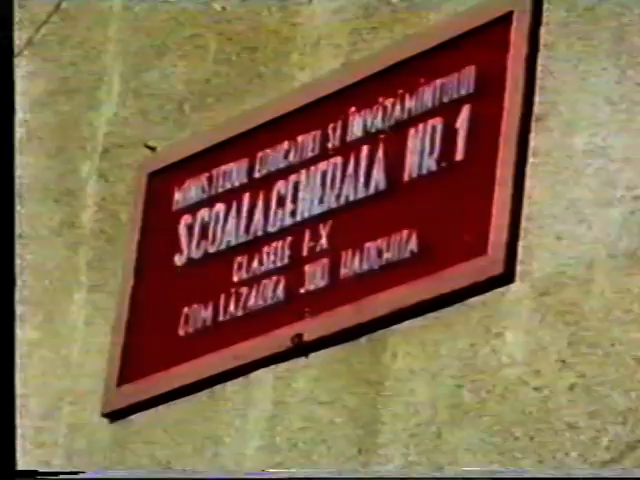 MINISTERUL EDUCAȚIEI ȘI ÎNVĂȚĂMÎNTULUI
ȘCOALA GENERALĂ NR. 1
CLASELE I-X
COM LĂZAREA JUD HARGHITA